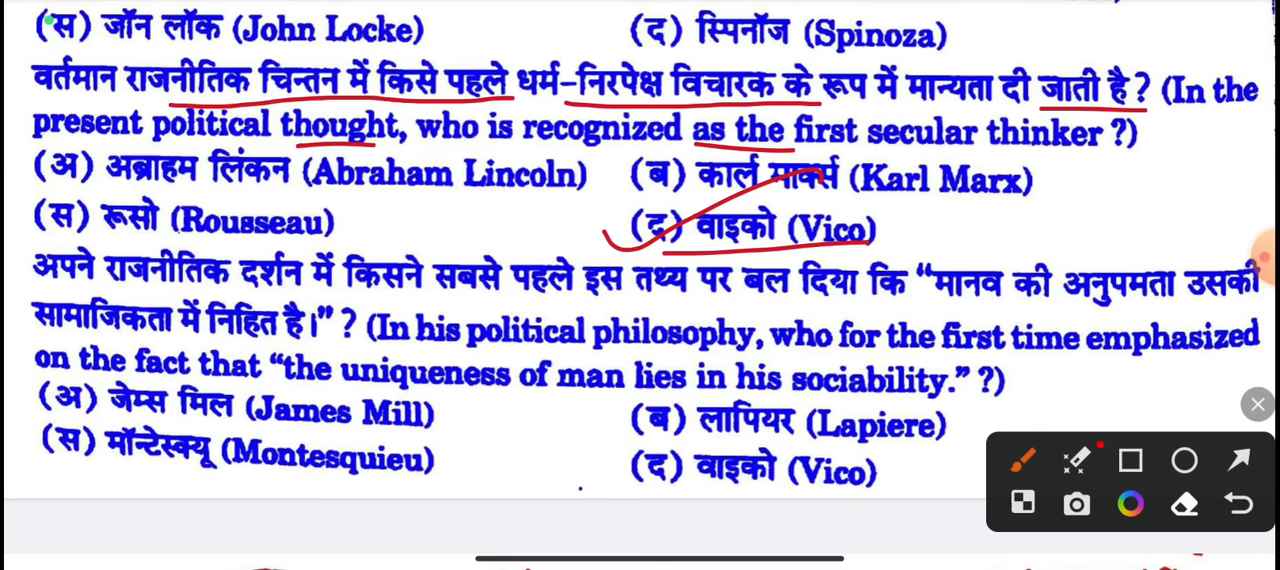 (स) जॉन लॉक (John Locke) (द) स्पिनॉज (Spinoza)
वर्तमान राजनीतिक चिन्तन में किसे पहले धर्म-निरपेक्ष विचारक के रूप में मान्यता दी जाती है ? (In the
present political thought, who is recognized as the first secular thinker ?)
(अ) अब्राहम लिंकन (Abraham Lincoln) (ब) कार्ल मार्क्स (Karl Marx)
(स) रूसो (Rousseau) (द) वाइको (Vico)
अपने राजनीतिक दर्शन में किसने सबसे पहले इस तथ्य पर बल दिया कि “मानव की अनुपमता उसकी
सामाजिकता में निहित है।” ? (In his political philosophy, who for the first time emphasized
on the fact that “the uniqueness of man lies in his sociability.” ?)
(अ) जेम्स मिल (James Mill) (ब) लापियर (Lapiere)
(स) मॉन्टेस्क्यू (Montesquieu) (द) वाइको (Vico)